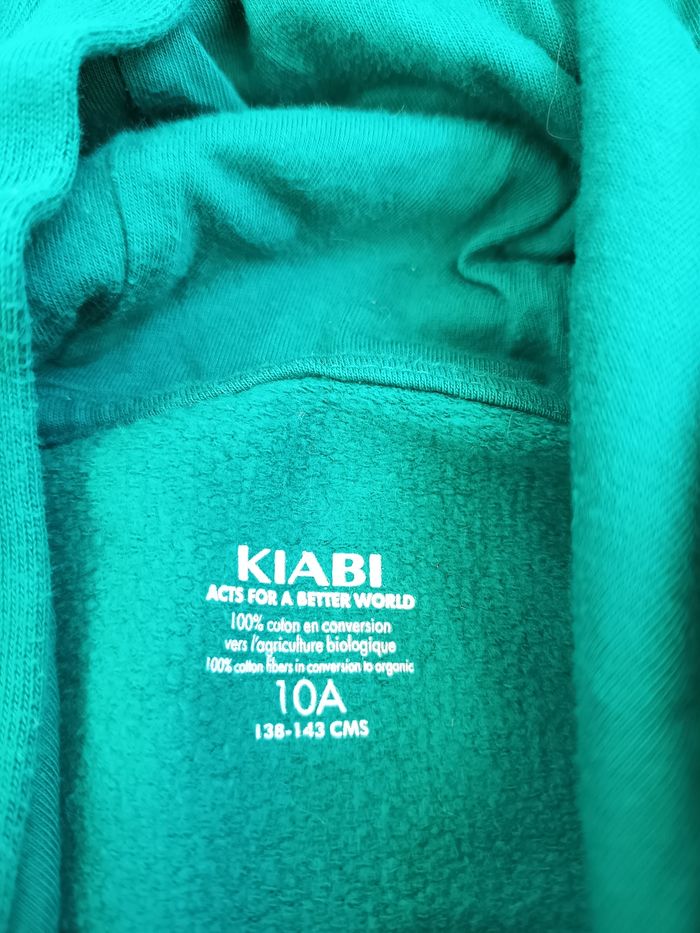 KIABI
ACTS FOR A BETTER WORLD
100% coton en conversion
vers l'agriculture biologique
100% cotton fibers in conversion to organic
10A
138-143 CMS